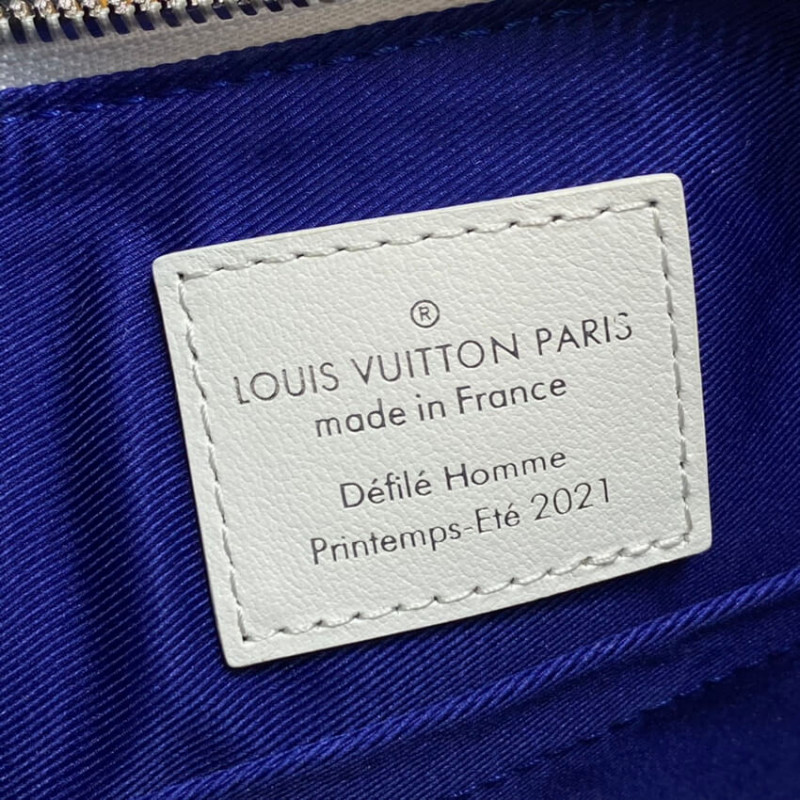 ®
LOUIS VUITTON PARIS
made in France
Défilé Homme
Printemps-Eté 2021